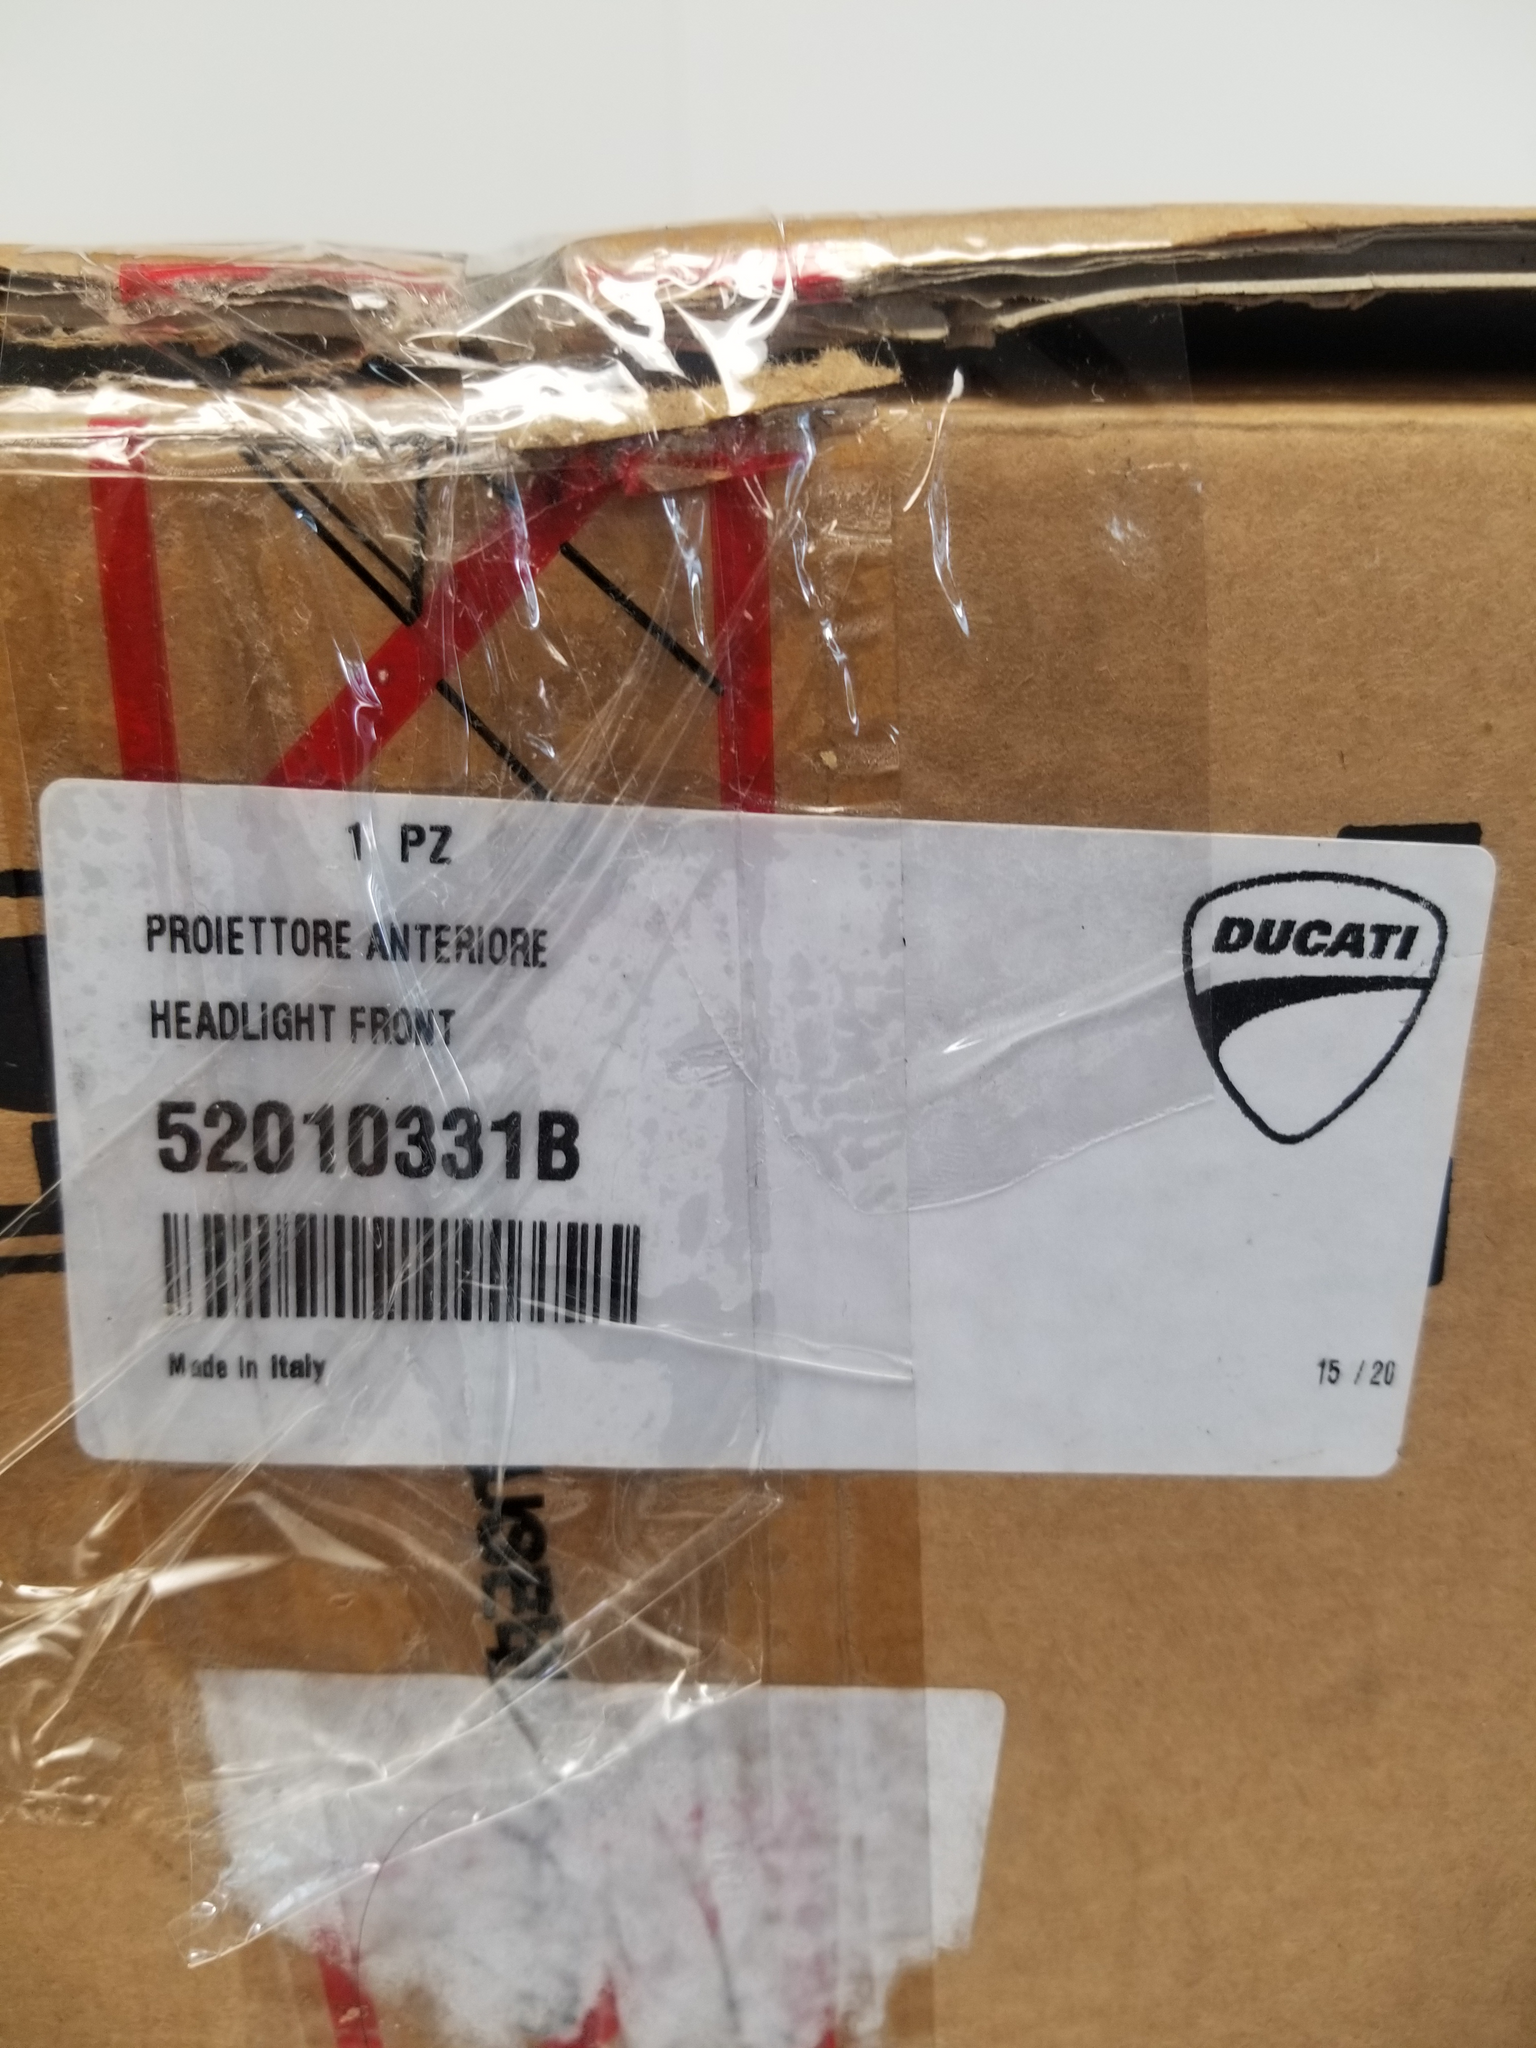 1 PZ
PROIETTORE ANTERIORE
HEADLIGHT FRONT
52010331B
Made in Italy
DUCATI
15 / 20